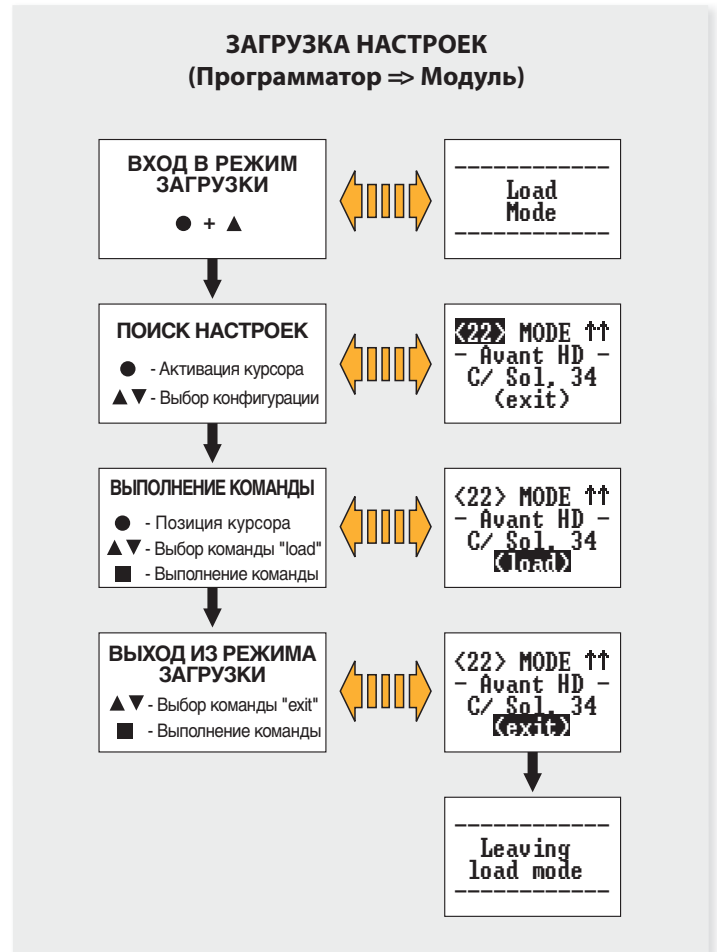 ЗАГРУЗКА НАСТРОЕК
(Программатор => Модуль)
ВХОД В РЕЖИМ
ЗАГРУЗКИ
● + ▲
Load
Mode
ПОИСК НАСТРОЕК
● - Активация курсора
▲▼ - Выбор конфигурации
<22> MODE ↑↑
- Avant HD -
C/ Sol, 34
(exit)
ВЫПОЛНЕНИЕ КОМАНДЫ
● - Позиция курсора
▲▼ - Выбор команды "load"
■ - Выполнение команды
<22> MODE ↑↑
- Avant HD -
C/ Sol, 34
(load)
ВЫХОД ИЗ РЕЖИМА
ЗАГРУЗКИ
▲▼ - Выбор команды "exit"
■ - Выполнение команды
<22> MODE ↑↑
- Avant HD -
C/ Sol, 34
(exit)
Leaving
load mode